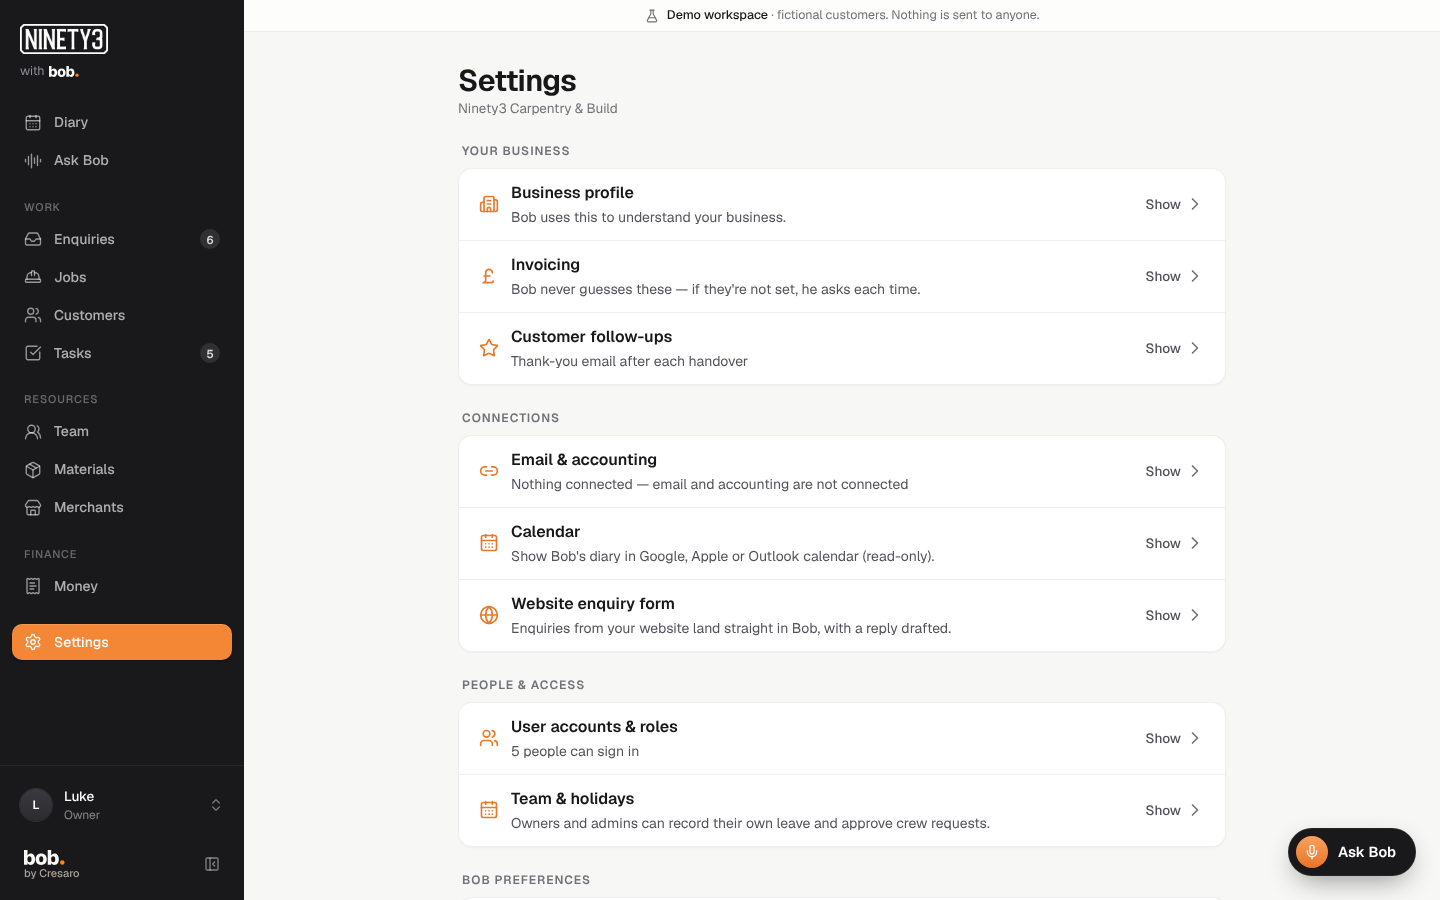 NINETY3
with bob.
Diary
Ask Bob
WORK
Enquiries 6
Jobs
Customers
Tasks 5
RESOURCES
Team
Materials
Merchants
FINANCE
Money
Settings
L
Luke
Owner
bob.
by Cresaro
Demo workspace · fictional customers. Nothing is sent to anyone.
Settings
Ninety3 Carpentry & Build
YOUR BUSINESS
Business profile
Bob uses this to understand your business.
Show
Invoicing
Bob never guesses these — if they're not set, he asks each time.
Show
Customer follow-ups
Thank-you email after each handover
Show
CONNECTIONS
Email & accounting
Nothing connected — email and accounting are not connected
Show
Calendar
Show Bob's diary in Google, Apple or Outlook calendar (read-only).
Show
Website enquiry form
Enquiries from your website land straight in Bob, with a reply drafted.
Show
PEOPLE & ACCESS
User accounts & roles
5 people can sign in
Show
Team & holidays
Owners and admins can record their own leave and approve crew requests.
Show
BOB PREFERENCES
Ask Bob